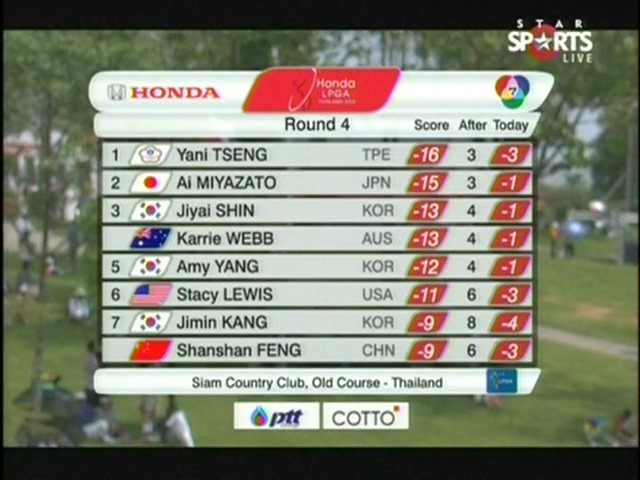 STAR
SPORTS
LIVE
HONDA
Honda
LPGA
7
Round 4 Score After Today
1 Yani TSENG TPE -16 3 -3
2 Ai MIYAZATO JPN -15 3 -1
3 Jiyai SHIN KOR -13 4 -1
Karrie WEBB AUS -13 4 -1
5 Amy YANG KOR -12 4 -1
6 Stacy LEWIS USA -11 6 -3
7 Jimin KANG KOR -9 8 -4
Shanshan FENG CHN -9 6 -3
Siam Country Club, Old Course - Thailand
LPGA
ptt
COTTO